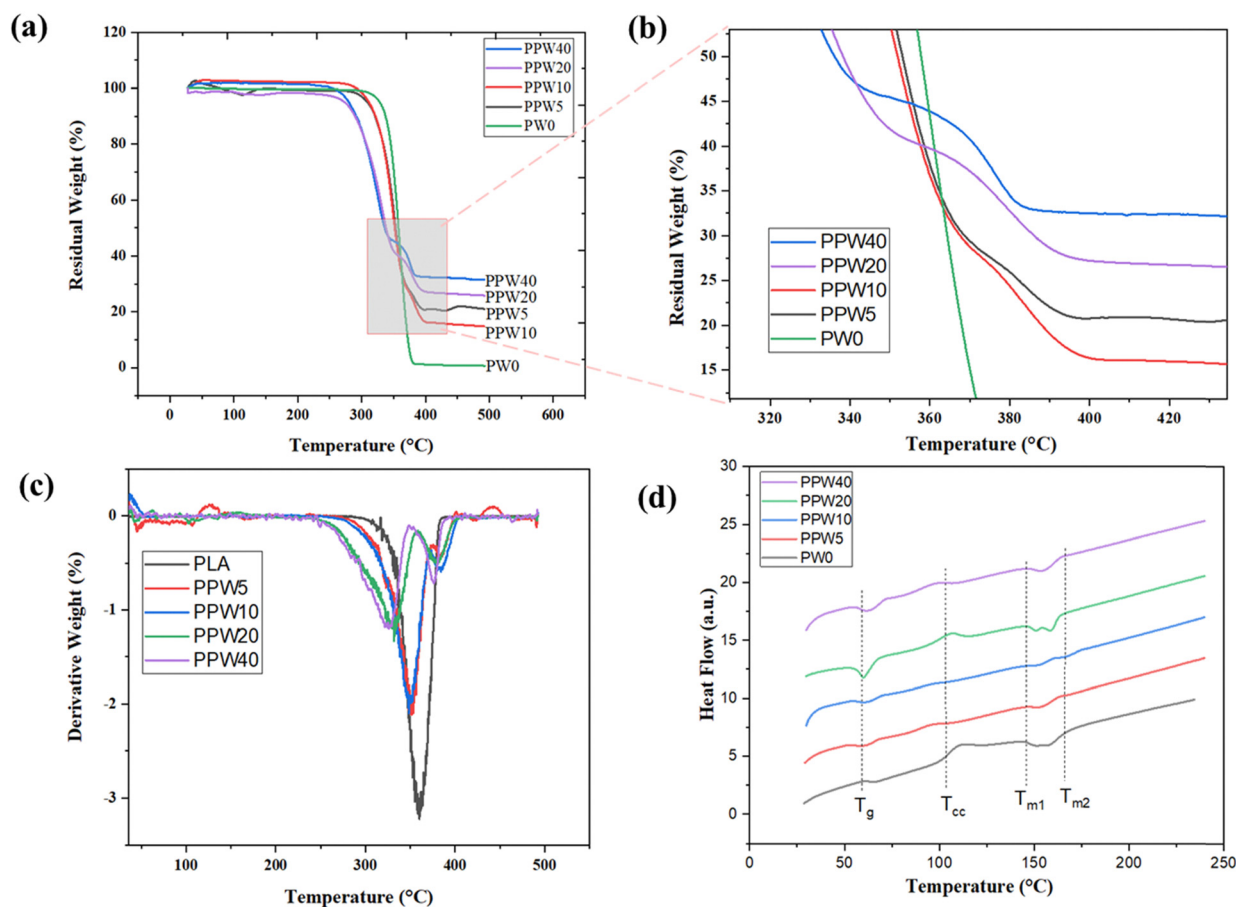 (a)
120
100
80
60
40
20
0
Residual Weight (%)
0 100 200 300 400 500 600
Temperature (°C)
PPW40
PPW20
PPW10
PPW5
PW0
PPW40
PPW20
PPW5
PPW10
PW0
(b)
50
45
40
35
30
25
20
15
Residual Weight (%)
320 340 360 380 400 420
Temperature (°C)
PPW40
PPW20
PPW10
PPW5
PW0
(c)
0
-1
-2
-3
Derivative Weight (%)
100 200 300 400 500
Temperature (°C)
PLA
PPW5
PPW10
PPW20
PPW40
(d)
25
20
15
10
5
0
Heat Flow (a.u.)
0 50 100 150 200 250
Temperature (°C)
PPW40
PPW20
PPW10
PPW5
PW0
Tg
Tcc
Tm1
Tm2